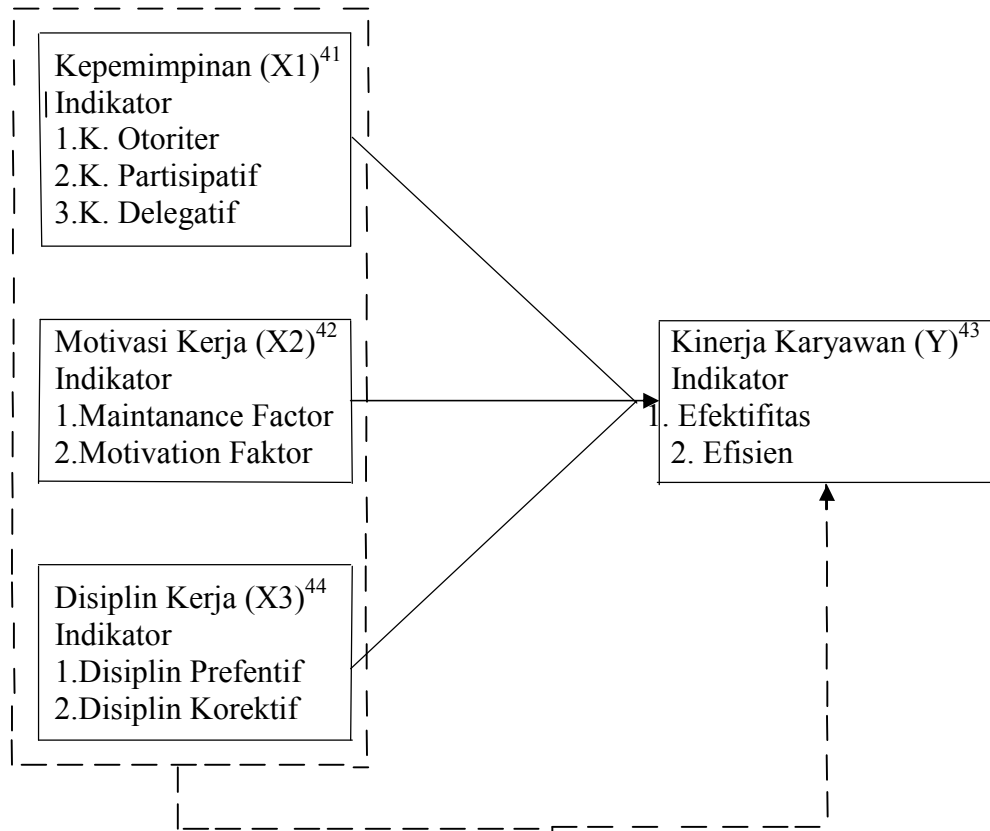 Kepemimpinan (X1)41
Indikator
1.K. Otoriter
2.K. Partisipatif
3.K. Delegatif
Motivasi Kerja (X2)42
Indikator
1.Maintanance Factor
2.Motivation Faktor
Kinerja Karyawan (Y)43
Indikator
1. Efektifitas
2. Efisien
Disiplin Kerja (X3)44
Indikator
1.Disiplin Prefentif
2.Disiplin Korektif